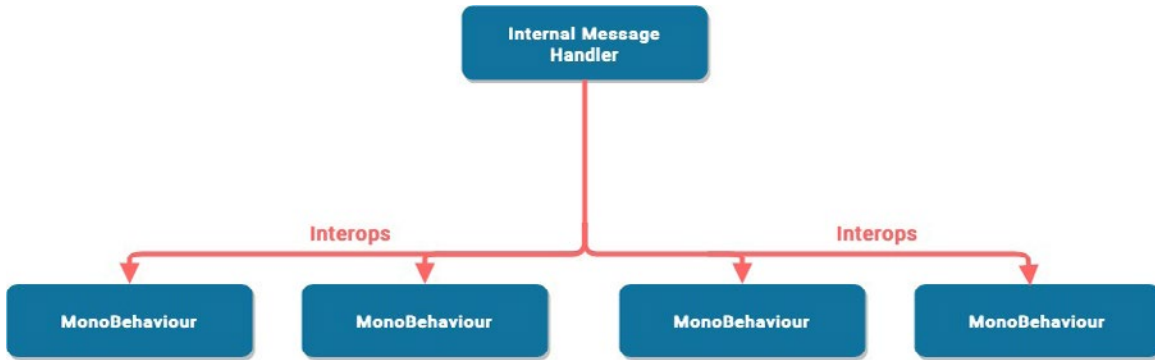 Internal Message
Handler
Interops
Interops
MonoBehaviour
MonoBehaviour
MonoBehaviour
MonoBehaviour